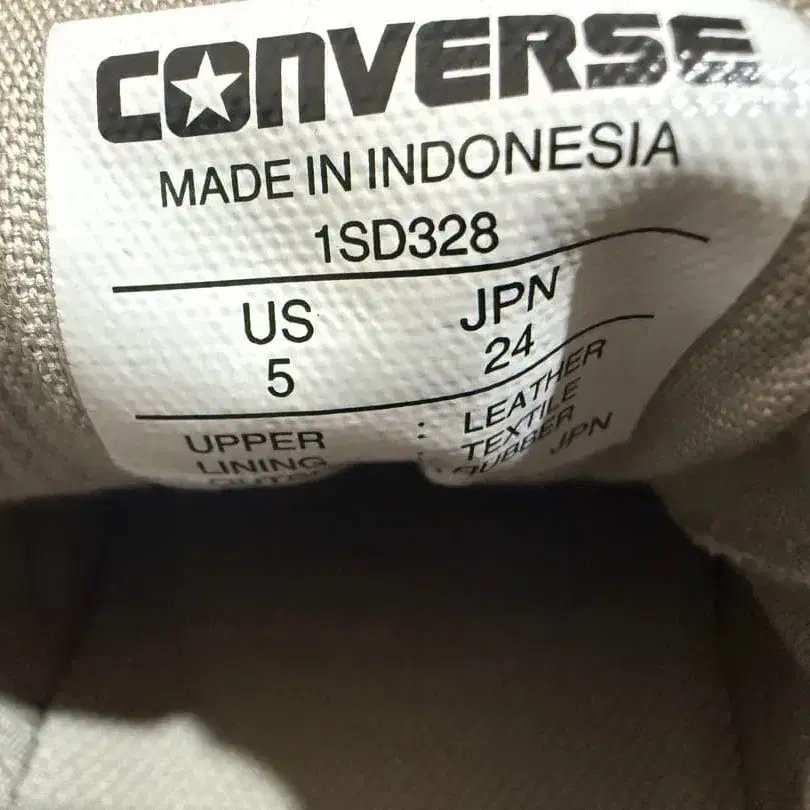 CONVERSE
MADE IN INDONESIA
1SD328
US JPN
5 24
UPPER : LEATHER
LINING : TEXTILE
RUBBER
JPN